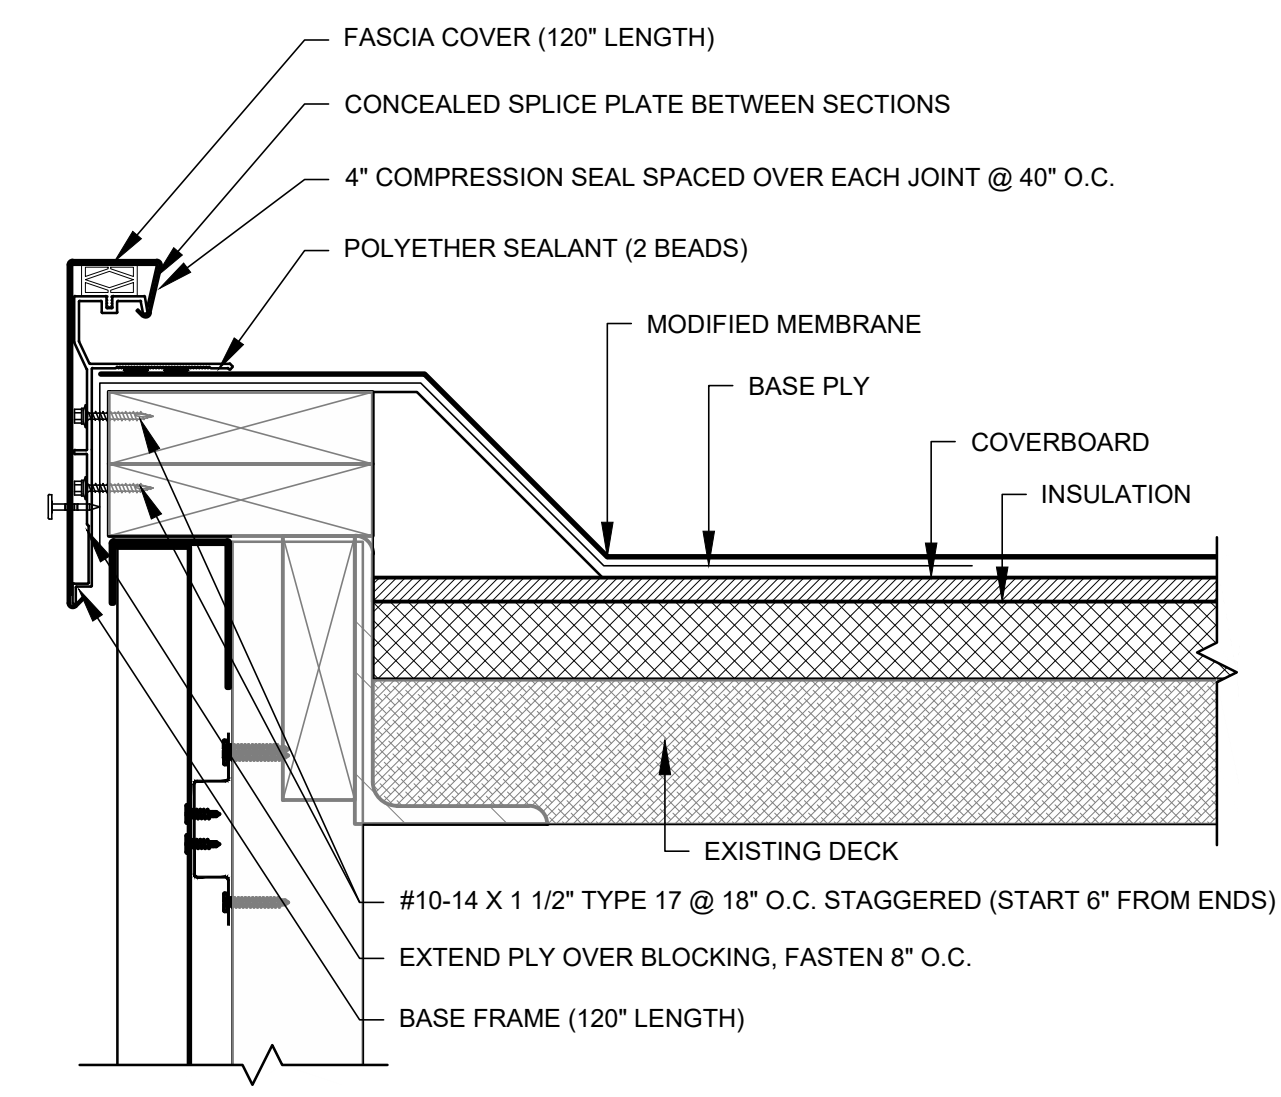 FASCIA COVER (120" LENGTH)
CONCEALED SPLICE PLATE BETWEEN SECTIONS
4" COMPRESSION SEAL SPACED OVER EACH JOINT @ 40" O.C.
POLYETHER SEALANT (2 BEADS)
MODIFIED MEMBRANE
BASE PLY
COVERBOARD
INSULATION
EXISTING DECK
#10-14 X 1 1/2" TYPE 17 @ 18" O.C. STAGGERED (START 6" FROM ENDS)
EXTEND PLY OVER BLOCKING, FASTEN 8" O.C.
BASE FRAME (120" LENGTH)